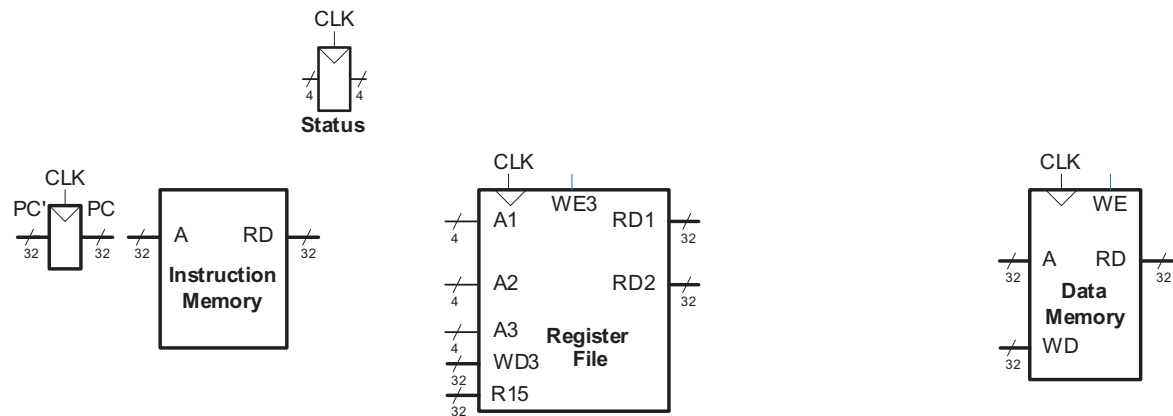 CLK
4 4
Status
CLK
PC' PC
32 32
A RD
32 32
Instruction
Memory
CLK
WE3
A1 RD1
4 32
A2 RD2
4 32
A3
4
Register
File
WD3
32
R15
32
CLK
WE
A RD
32 32
Data
Memory
WD
32